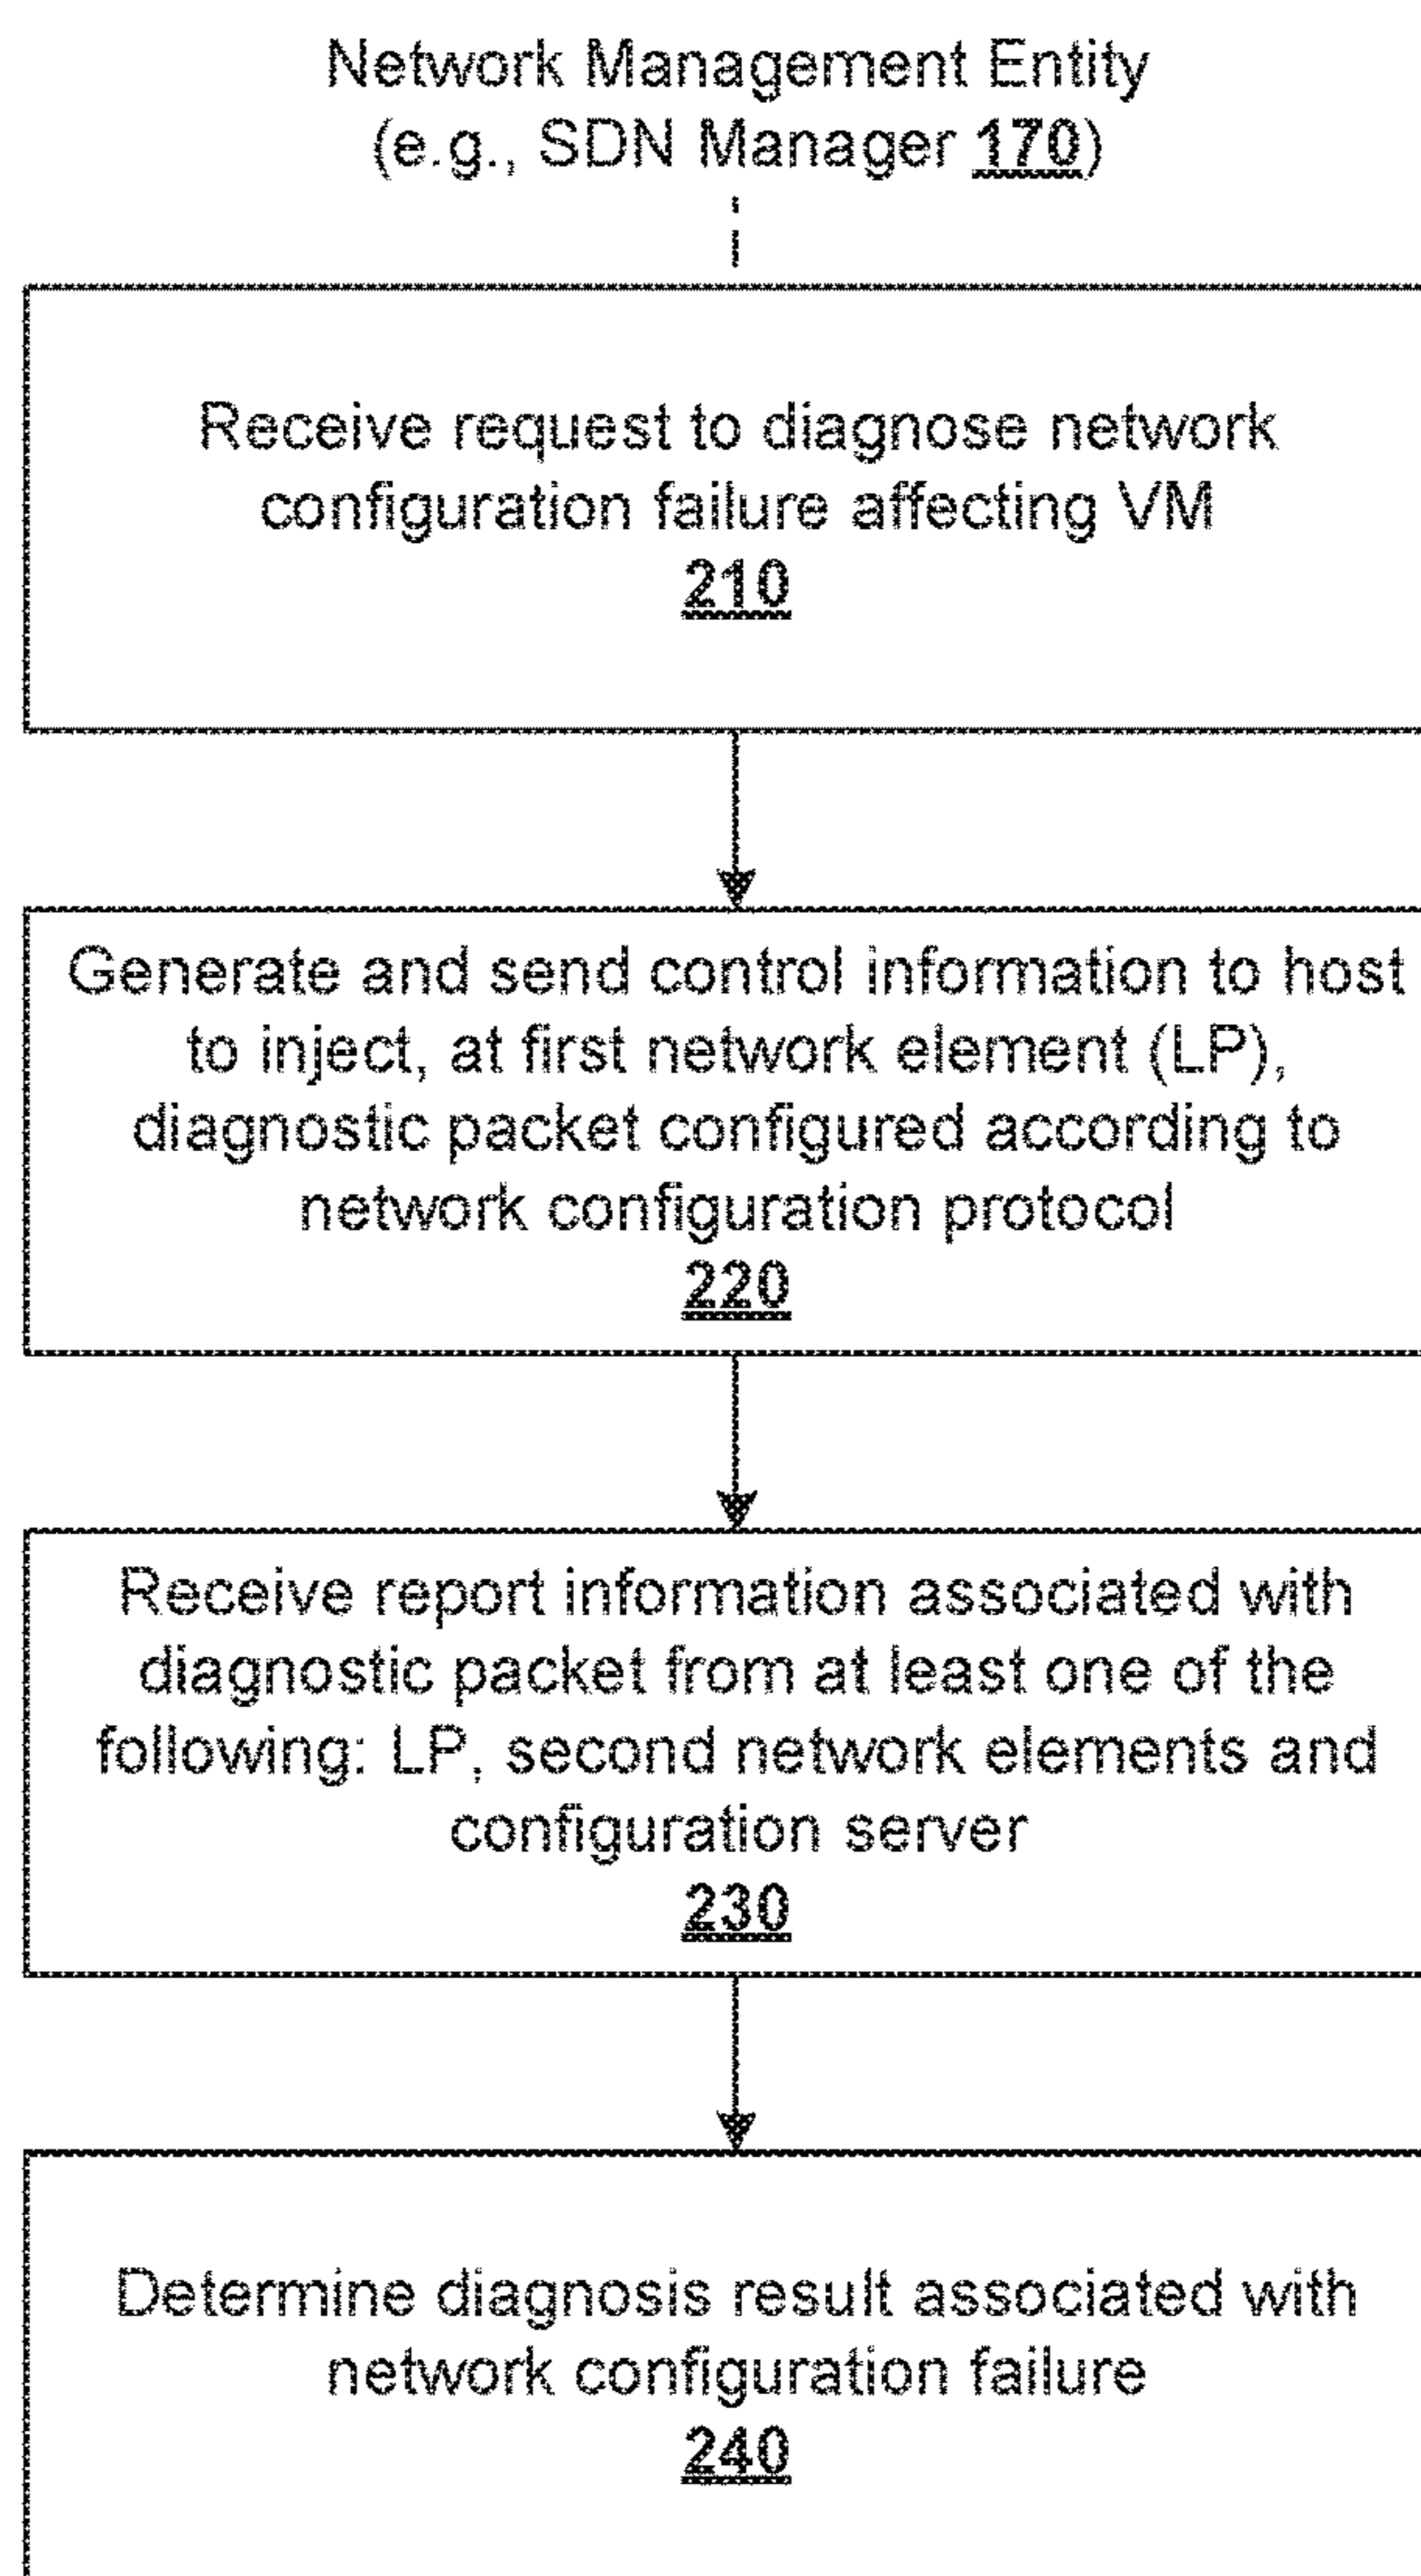 Network Management Entity
(e.g., SDN Manager 170)
Receive request to diagnose network
configuration failure affecting VM
210
Generate and send control information to host
to inject, at first network element (LP),
diagnostic packet configured according to
network configuration protocol
220
Receive report information associated with
diagnostic packet from at least one of the
following: LP, second network elements and
configuration server
230
Determine diagnosis result associated with
network configuration failure
240